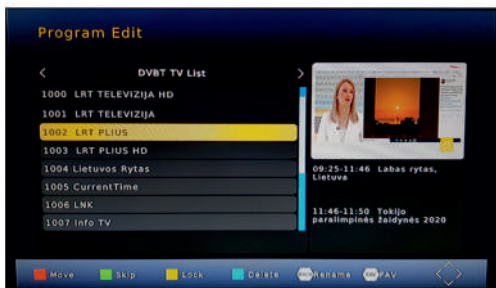 Program Edit
< DVBT TV List >
1000 LRT TELEVIZIJA HD
1001 LRT TELEVIZIJA
1002 LRT PLIUS
1003 LRT PLIUS HD
1004 Lietuvos Rytas
1005 CurrentTime
1006 LNK
1007 Info TV
09:25-11:46 Labas rytas,
Lietuva
11:46-11:50 Tokijo
paralimpinės žaidynės 2020
Move Skip Lock Delete Rename FAV FAV